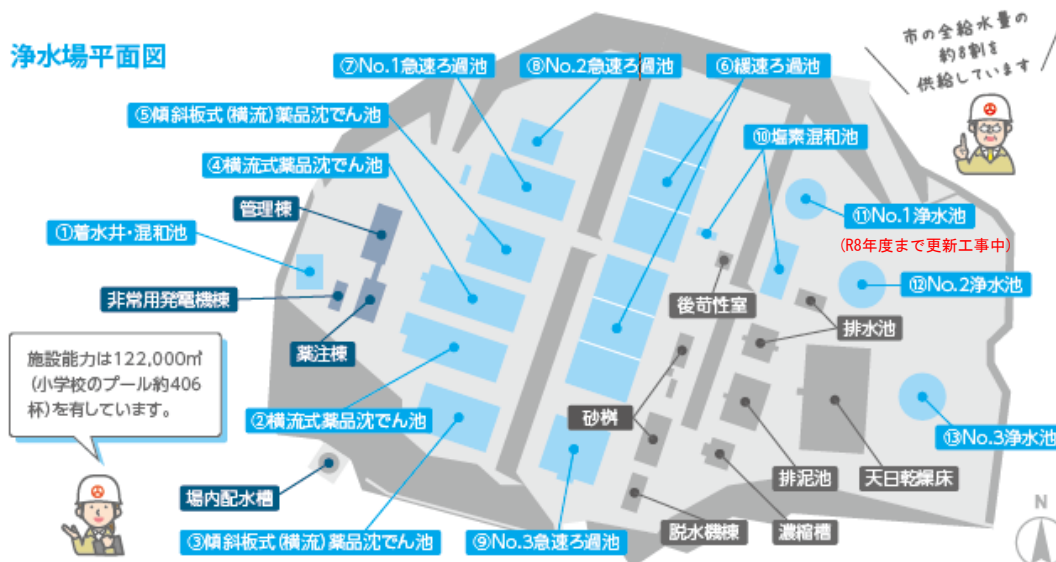 浄水場平面図
市の全給水量の
約8割を
供給しています
⑦No.1急速ろ過池
⑧No.2急速ろ過池
⑥緩速ろ過池
⑤傾斜板式(横流)薬品沈でん池
⑩塩素混和池
④横流式薬品沈でん池
管理棟
⑪No.1浄水池
(R8年度まで更新工事中)
①着水井・混和池
⑫No.2浄水池
非常用発電機棟
後苛性室
排水池
薬注棟
施設能力は122,000㎥
(小学校のプール約406
杯)を有しています。
②横流式薬品沈でん池
砂桝
⑬No.3浄水池
排泥池
天日乾燥床
場内配水槽
N
③傾斜板式(横流)薬品沈でん池
⑨No.3急速ろ過池
脱水機棟
濃縮槽